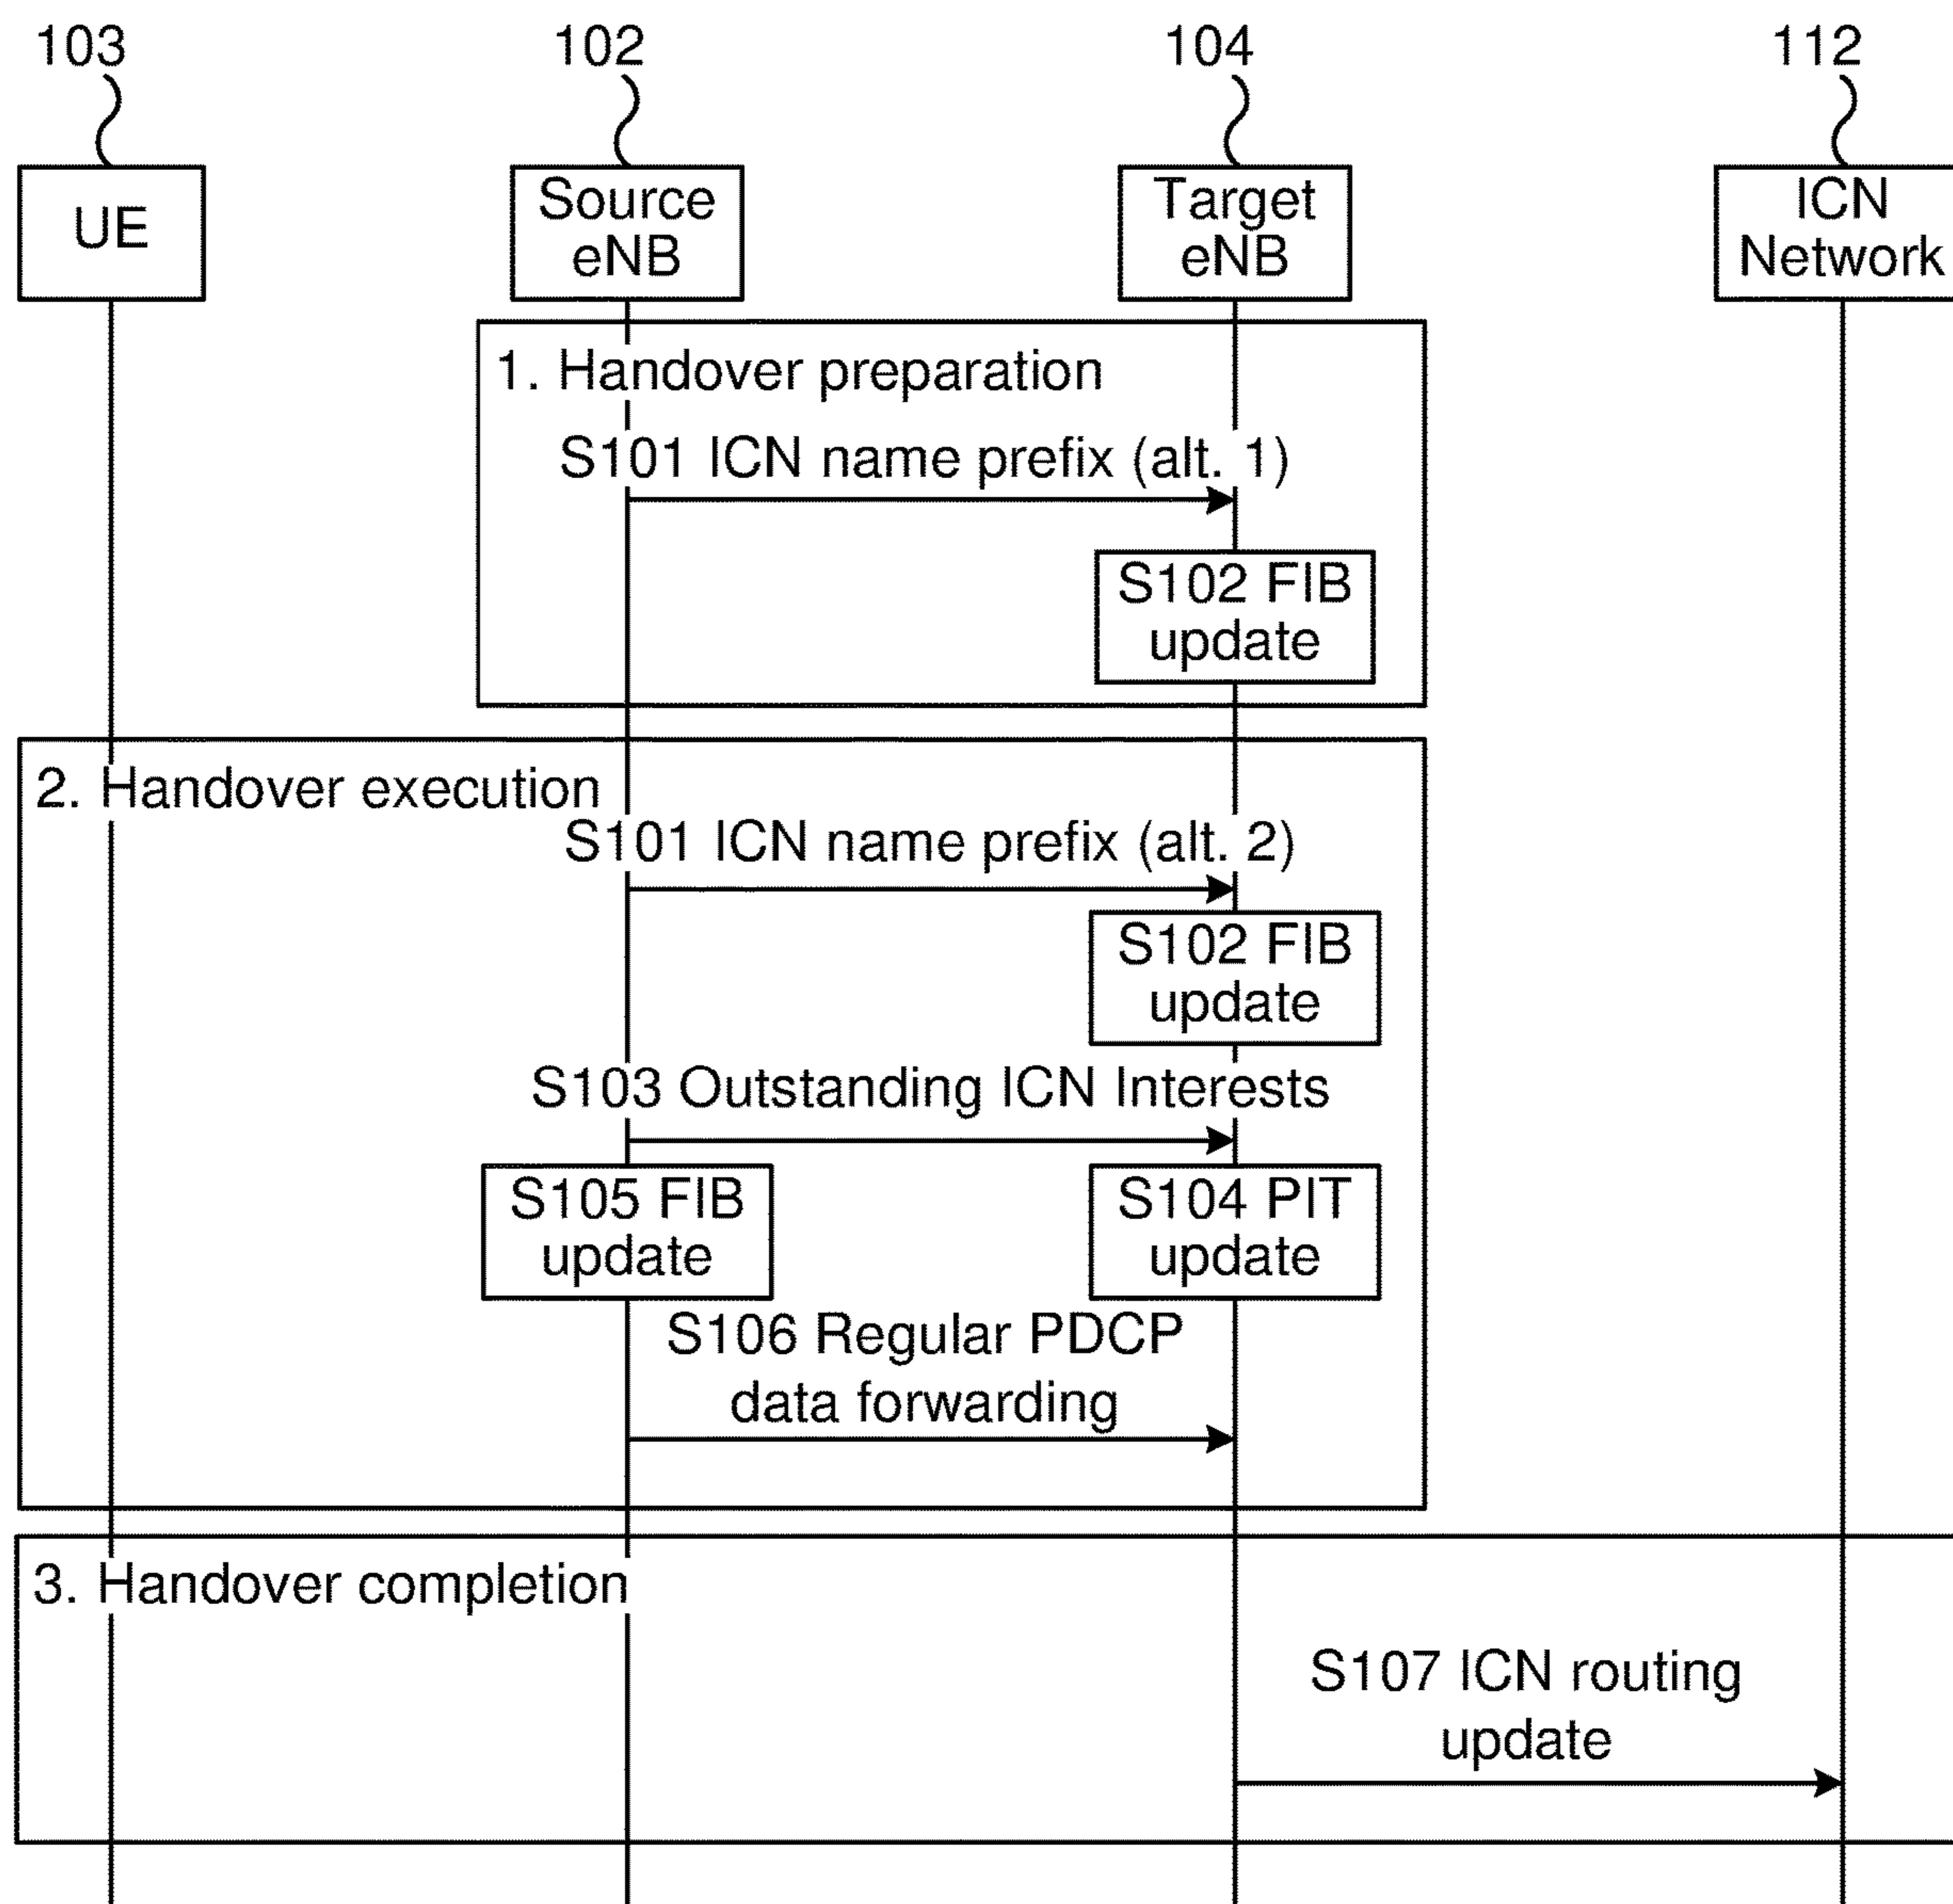 103
102
104
112
UE
Source
eNB
Target
eNB
ICN
Network
1. Handover preparation
S101 ICN name prefix (alt. 1)
S102 FIB
update
2. Handover execution
S101 ICN name prefix (alt. 2)
S102 FIB
update
S103 Outstanding ICN Interests
S105 FIB
update
S104 PIT
update
S106 Regular PDCP
data forwarding
3. Handover completion
S107 ICN routing
update